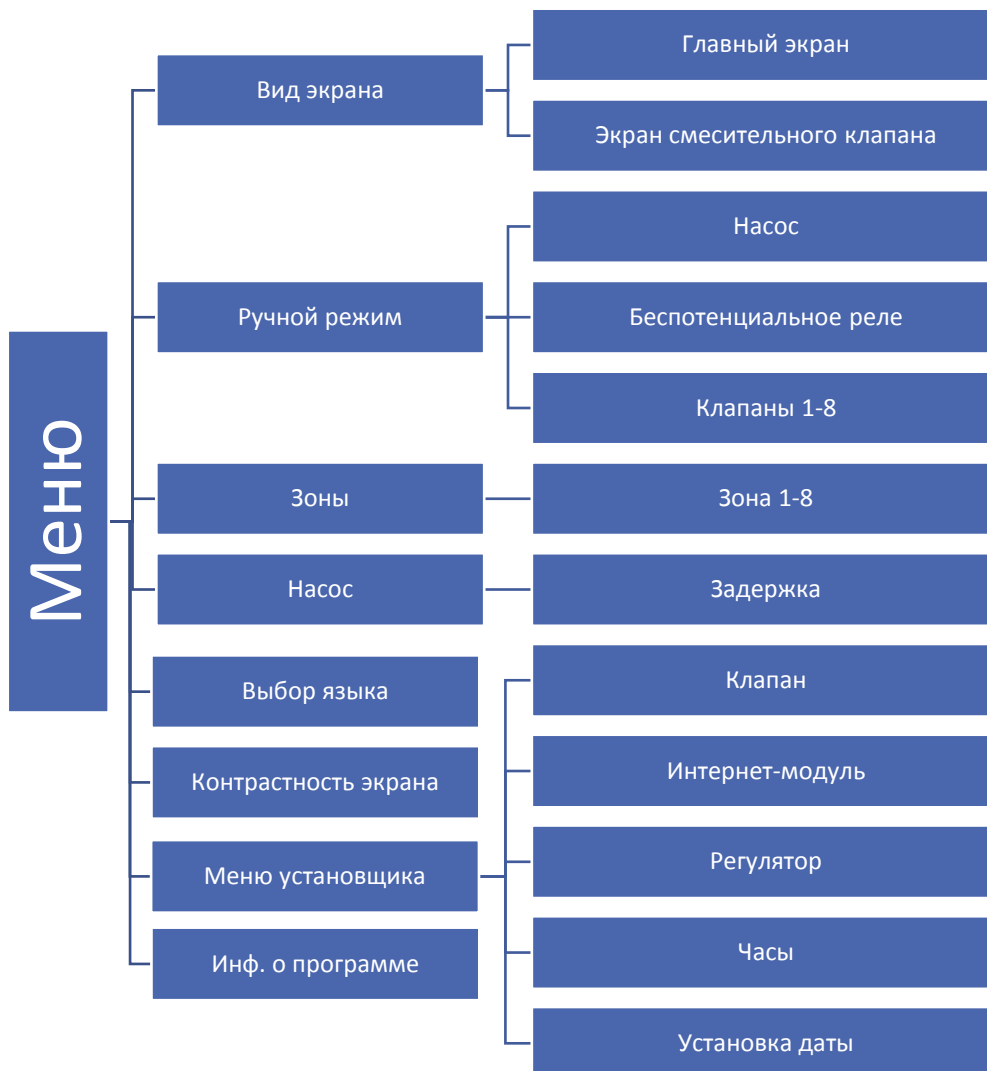 Меню
Вид экрана
Главный экран
Экран смесительного клапана
Ручной режим
Насос
Беспотенциальное реле
Клапаны 1-8
Зоны
Зона 1-8
Насос
Задержка
Выбор языка
Контрастность экрана
Меню установщика
Клапан
Интернет-модуль
Регулятор
Часы
Установка даты
Инф. о программе